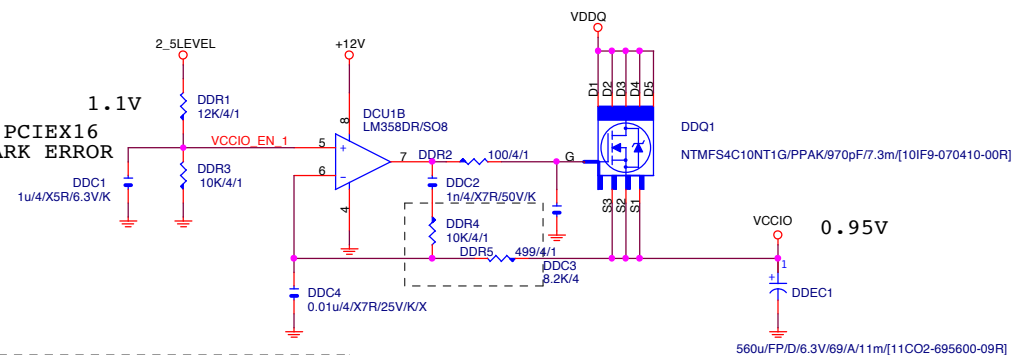 VDDQ
2_5LEVEL
+12V
D1
D2
D3
D4
D5
1.1V
DDR1
12K/4/1
8
DCU1B
LM358DR/SO8
DDQ1
PCIEX16
ARK ERROR
VCCIO_EN_1
5
+
7
DDR2
100/4/1
G
NTMFS4C10NT1G/PPAK/970pF/7.3m/[10IF9-070410-00R]
DDR3
10K/4/1
6
-
DDC1
1u/4/X5R/6.3V/K
DDC2
1n/4/X7R/50V/K
4
S3
S2
S1
DDR4
10K/4/1
VCCIO
0.95V
DDR5
499/4/1
DDC3
8.2K/4
1
+
DDC4
0.01u/4/X7R/25V/K/X
DDEC1
560u/FP/D/6.3V/69/A/11m/[11CO2-695600-09R]